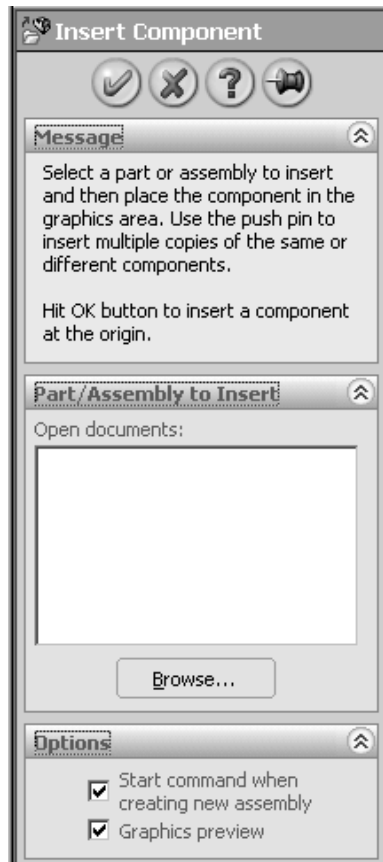 Insert Component
?
Message
Select a part or assembly to insert
and then place the component in the
graphics area. Use the push pin to
insert multiple copies of the same or
different components.
Hit OK button to insert a component
at the origin.
Part/Assembly to Insert
Open documents:
Browse...
Options
Start command when
creating new assembly
Graphics preview